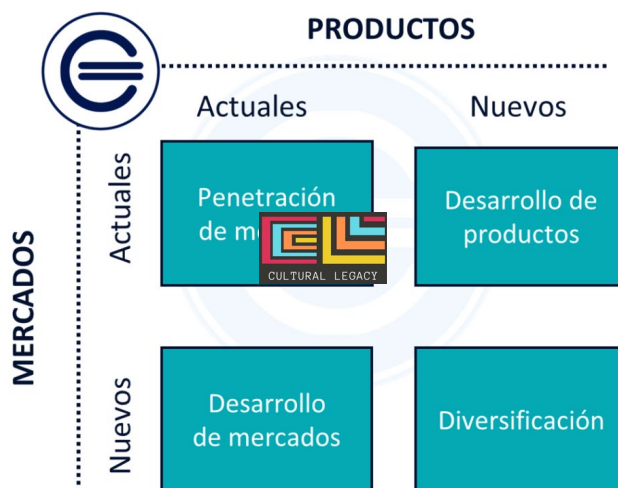 PRODUCTOS
Actuales
Nuevos
MERCADOS
Actuales
Penetración
de
CULTURAL LEGACY
Desarrollo de
productos
Nuevos
Desarrollo
de mercados
Diversificación